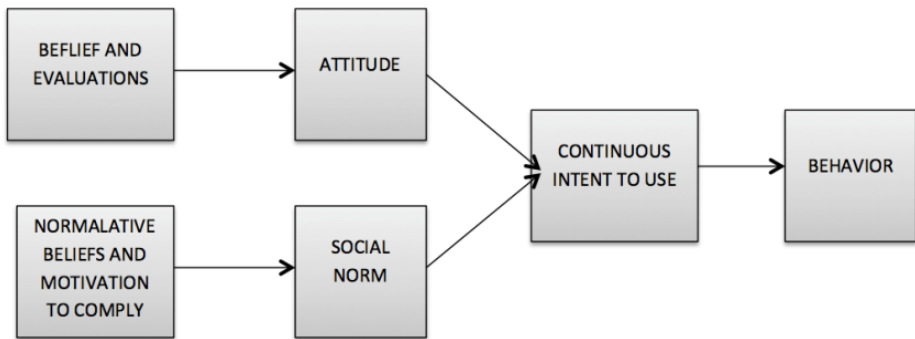 BEFLIEF AND
EVALUATIONS
ATTITUDE
CONTINUOUS
INTENT TO USE
BEHAVIOR
NORMALATIVE
BELIEFS AND
MOTIVATION
TO COMPLY
SOCIAL
NORM